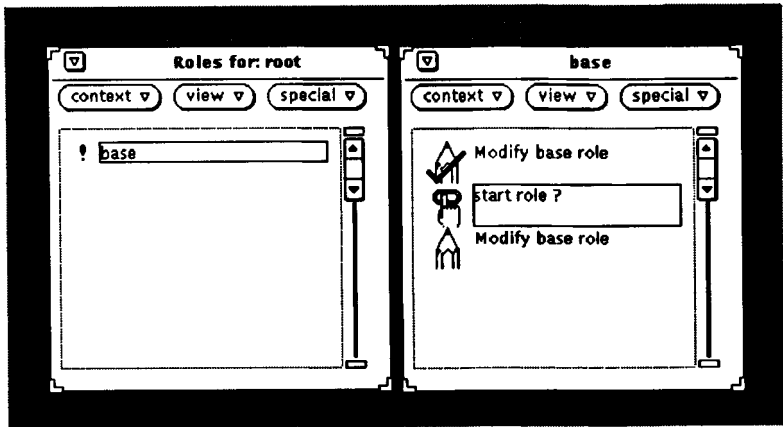 Roles for: root
context view special
! base
base
context view special
Modify base role
start role ?
Modify base role